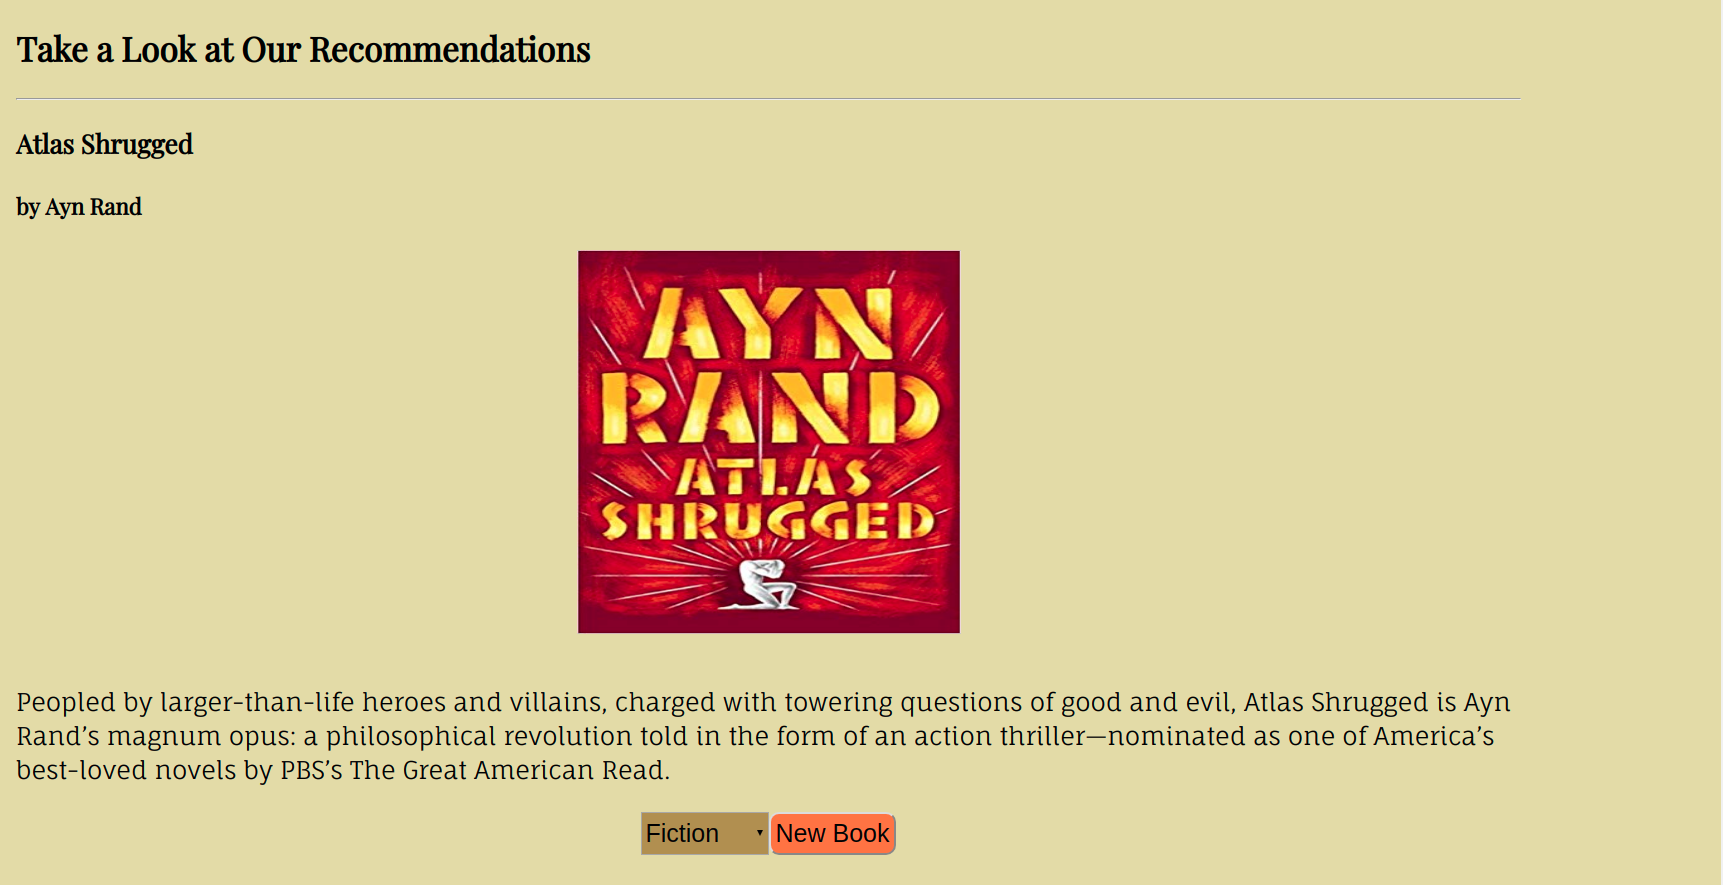 Take a Look at Our Recommendations
Atlas Shrugged
by Ayn Rand
AYN
RAND
ATLAS
SHRUGGED
Peopled by larger-than-life heroes and villains, charged with towering questions of good and evil, Atlas Shrugged is Ayn
Rand’s magnum opus: a philosophical revolution told in the form of an action thriller—nominated as one of America’s
best-loved novels by PBS’s The Great American Read.
Fiction New Book